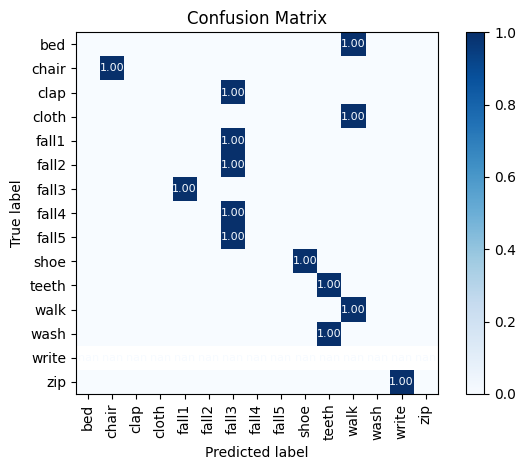 Confusion Matrix
True label
bed 1.00
chair 1.00
clap 1.00
cloth 1.00
fall1 1.00
fall2 1.00
fall3 1.00
fall4 1.00
fall5 1.00
shoe 1.00
teeth 1.00
walk 1.00
wash 1.00
write
zip 1.00
bed chair clap cloth fall1 fall2 fall3 fall4 fall5 shoe teeth walk wash write zip
Predicted label
1.0
0.8
0.6
0.4
0.2
0.0